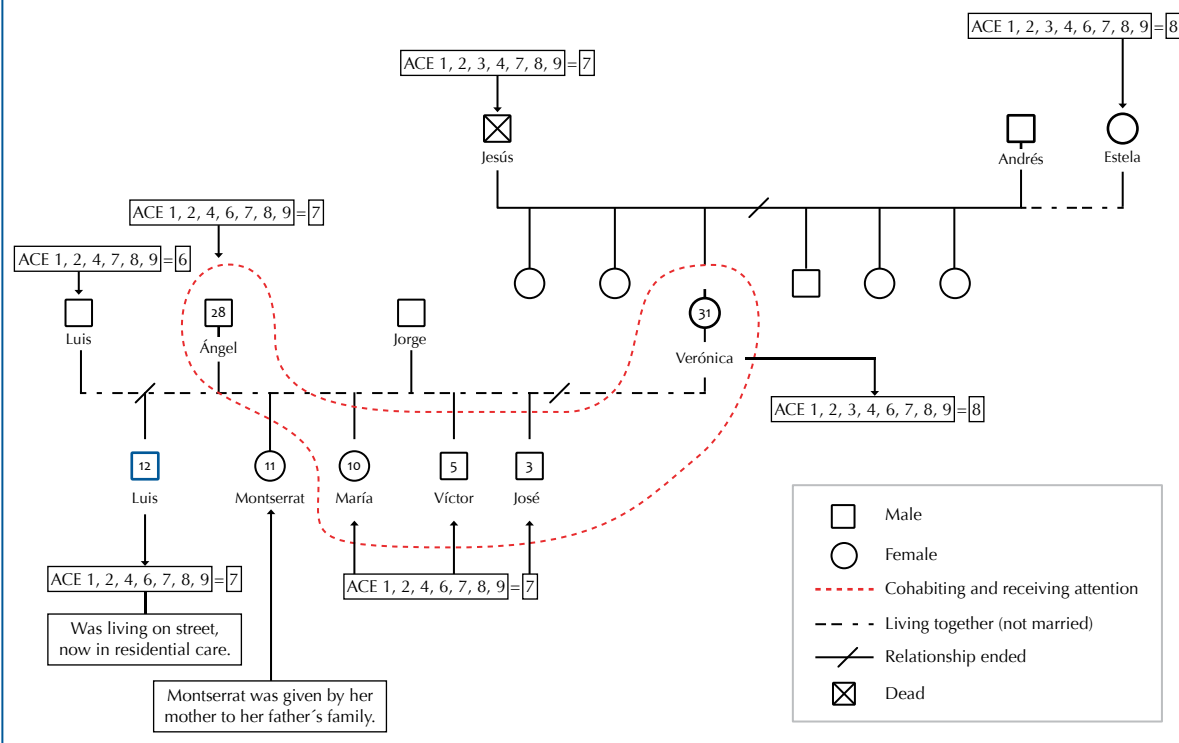 ACE 1, 2, 3, 4, 6, 7, 8, 9 = 8
ACE 1, 2, 3, 4, 7, 8, 9 = 7
Jesús
Andrés
Estela
ACE 1, 2, 4, 6, 7, 8, 9 = 7
ACE 1, 2, 4, 7, 8, 9 = 6
28
31
Luis
Ángel
Jorge
Verónica
ACE 1, 2, 3, 4, 6, 7, 8, 9 = 8
12
11
10
5
3
Luis
Montserrat
María
Víctor
José
ACE 1, 2, 4, 6, 7, 8, 9 = 7
ACE 1, 2, 4, 6, 7, 8, 9 = 7
Was living on street,
now in residential care.
Montserrat was given by her
mother to her father´s family.
Male
Female
Cohabiting and receiving attention
Living together (not married)
Relationship ended
Dead